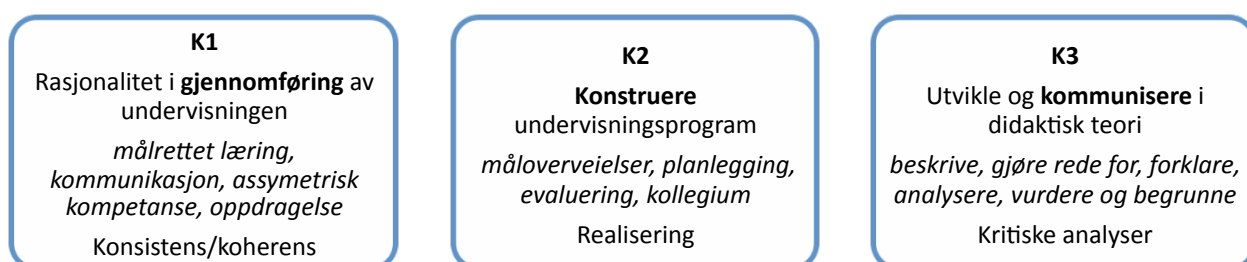 K1
Rasjonalitet i gjennomføring av
undervisningen
målrettet læring,
kommunikasjon, assymetrisk
kompetanse, oppdragelse
Konsistens/koherens
K2
Konstruere
undervisningsprogram
måloverveielser, planlegging,
evaluering, kollegium
Realisering
K3
Utvikle og kommunisere i
didaktisk teori
beskrive, gjøre rede for, forklare,
analysere, vurdere og begrunne
Kritiske analyser